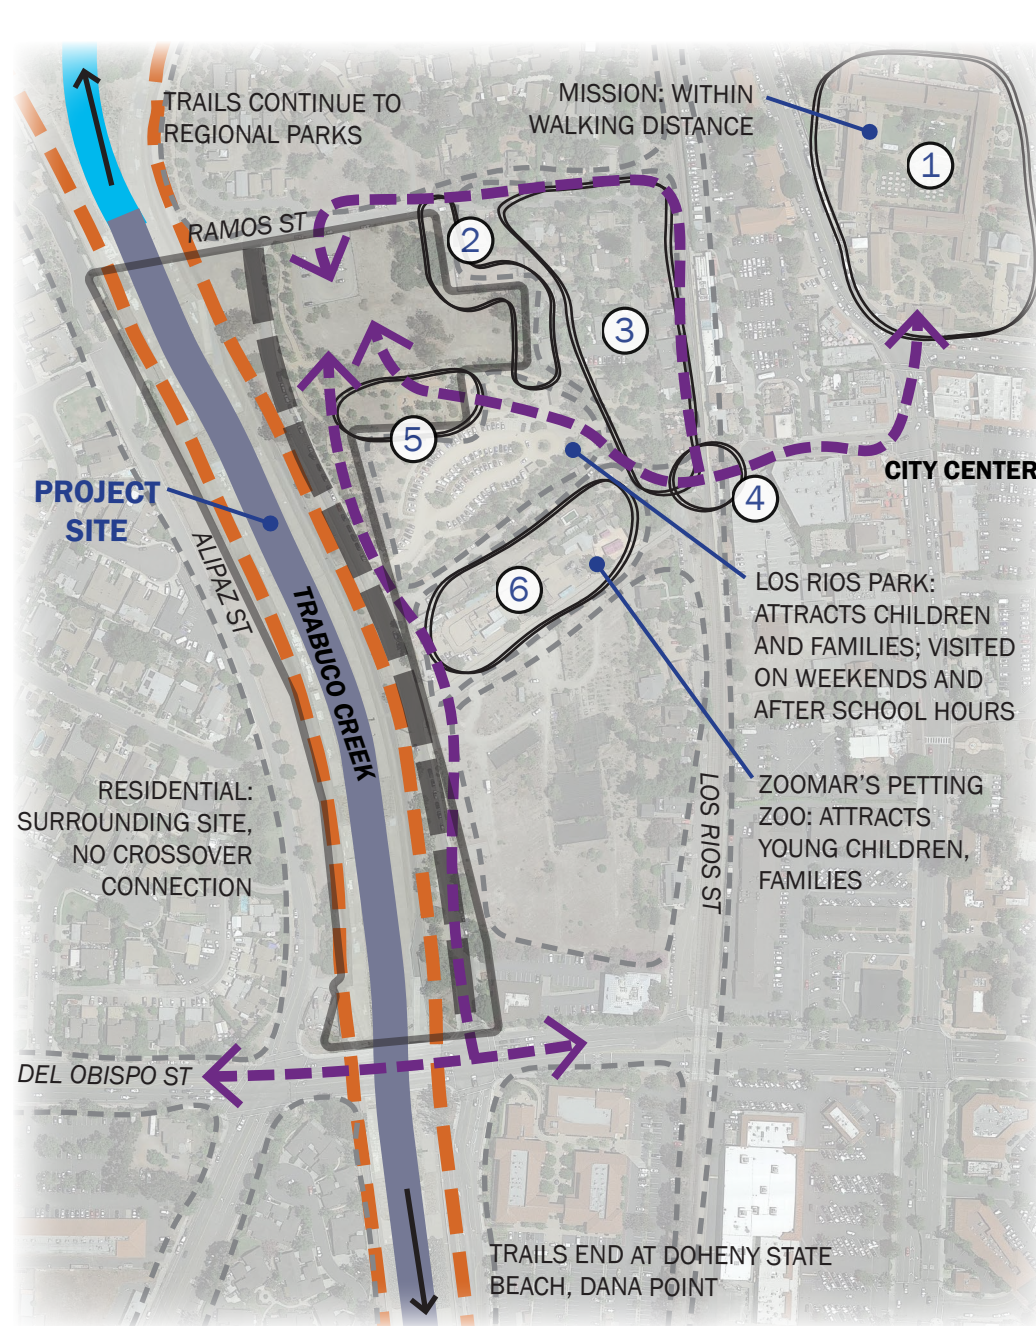 TRAILS CONTINUE TO
REGIONAL PARKS
MISSION: WITHIN
WALKING DISTANCE
1
RAMOS ST
2
3
5
4
CITY CENTER
PROJECT
SITE
ALIPAZ ST
TRABUCO CREEK
6
LOS RIOS PARK:
ATTRACTS CHILDREN
AND FAMILIES; VISITED
ON WEEKENDS AND
AFTER SCHOOL HOURS
RESIDENTIAL:
SURROUNDING SITE,
NO CROSSOVER
CONNECTION
LOS RIOS ST
ZOOMAR'S PETTING
ZOO: ATTRACTS
YOUNG CHILDREN,
FAMILIES
DEL OBISPO ST
TRAILS END AT DOHENY STATE
BEACH, DANA POINT